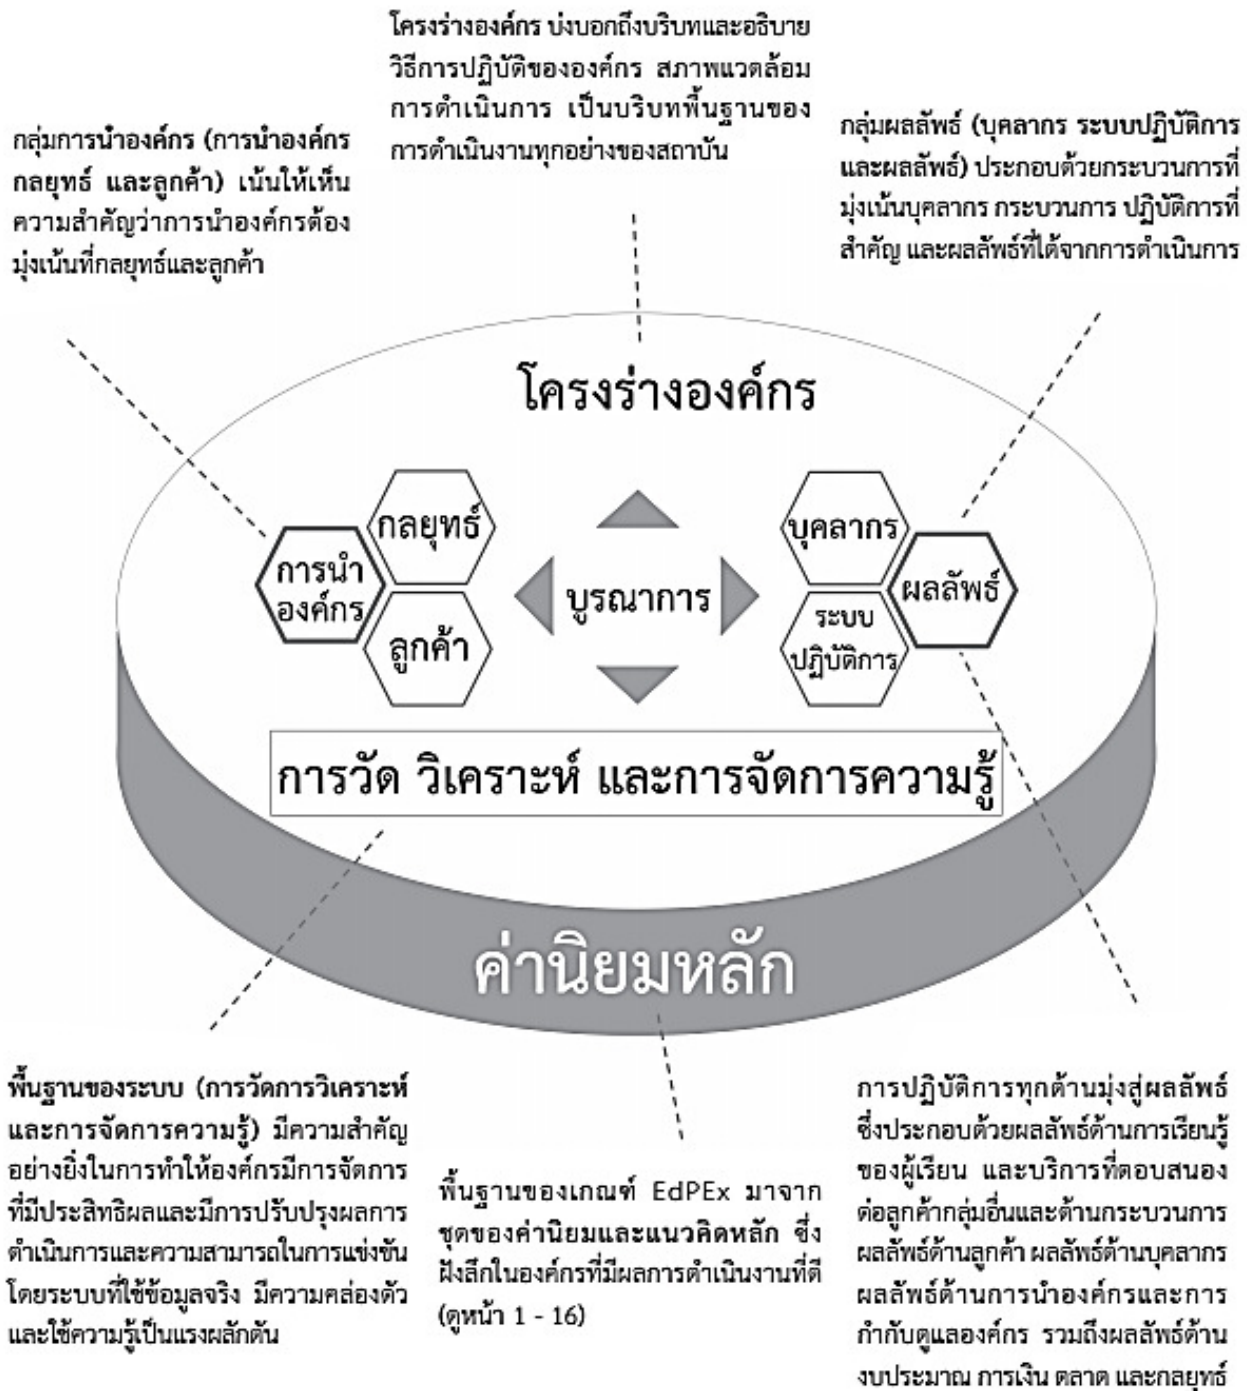 โครงร่างองค์กร บ่งบอกถึงบริบทและอธิบาย
วิธีการปฏิบัติขององค์กร สภาพแวดล้อม
การดำเนินการ เป็นบริบทพื้นฐานของ
การดำเนินงานทุกอย่างของสถาบัน
กลุ่มการนำองค์กร (การนำองค์กร
กลยุทธ์ และลูกค้า) เน้นให้เห็น
ความสำคัญว่าการนำองค์กรต้อง
มุ่งเน้นที่กลยุทธ์และลูกค้า
กลุ่มผลลัพธ์ (บุคลากร ระบบปฏิบัติการ
และผลลัพธ์) ประกอบด้วยกระบวนการที่
มุ่งเน้นบุคลากร กระบวนการ ปฏิบัติการที่
สำคัญ และผลลัพธ์ที่ได้จากการดำเนินการ
โครงร่างองค์กร
กลยุทธ์
การนำ
องค์กร
ลูกค้า
บูรณาการ
บุคลากร
ผลลัพธ์
ระบบ
ปฏิบัติการ
การวัด วิเคราะห์ และการจัดการความรู้
ค่านิยมหลัก
พื้นฐานของระบบ (การวัดการวิเคราะห์
และการจัดการความรู้) มีความสำคัญ
อย่างยิ่งในการทำให้องค์กรมีการจัดการ
ที่มีประสิทธิผลและมีการปรับปรุงผลการ
ดำเนินการและความสามารถในการแข่งขัน
โดยระบบที่ใช้ข้อมูลจริง มีความคล่องตัว
และใช้ความรู้เป็นแรงผลักดัน
พื้นฐานของเกณฑ์ EdPEx มาจาก
ชุดของค่านิยมและแนวคิดหลัก ซึ่ง
ฝังลึกในองค์กรที่มีผลการดำเนินงานที่ดี
(ดูหน้า 1 - 16)
การปฏิบัติการทุกด้านมุ่งสู่ผลลัพธ์
ซึ่งประกอบด้วยผลลัพธ์ด้านการเรียนรู้
ของผู้เรียน และบริการที่ตอบสนอง
ต่อลูกค้ากลุ่มอื่นและด้านกระบวนการ
ผลลัพธ์ด้านลูกค้า ผลลัพธ์ด้านบุคลากร
ผลลัพธ์ด้านการนำองค์กรและการ
กำกับดูแลองค์กร รวมถึงผลลัพธ์ด้าน
งบประมาณ การเงิน ตลาด และกลยุทธ์